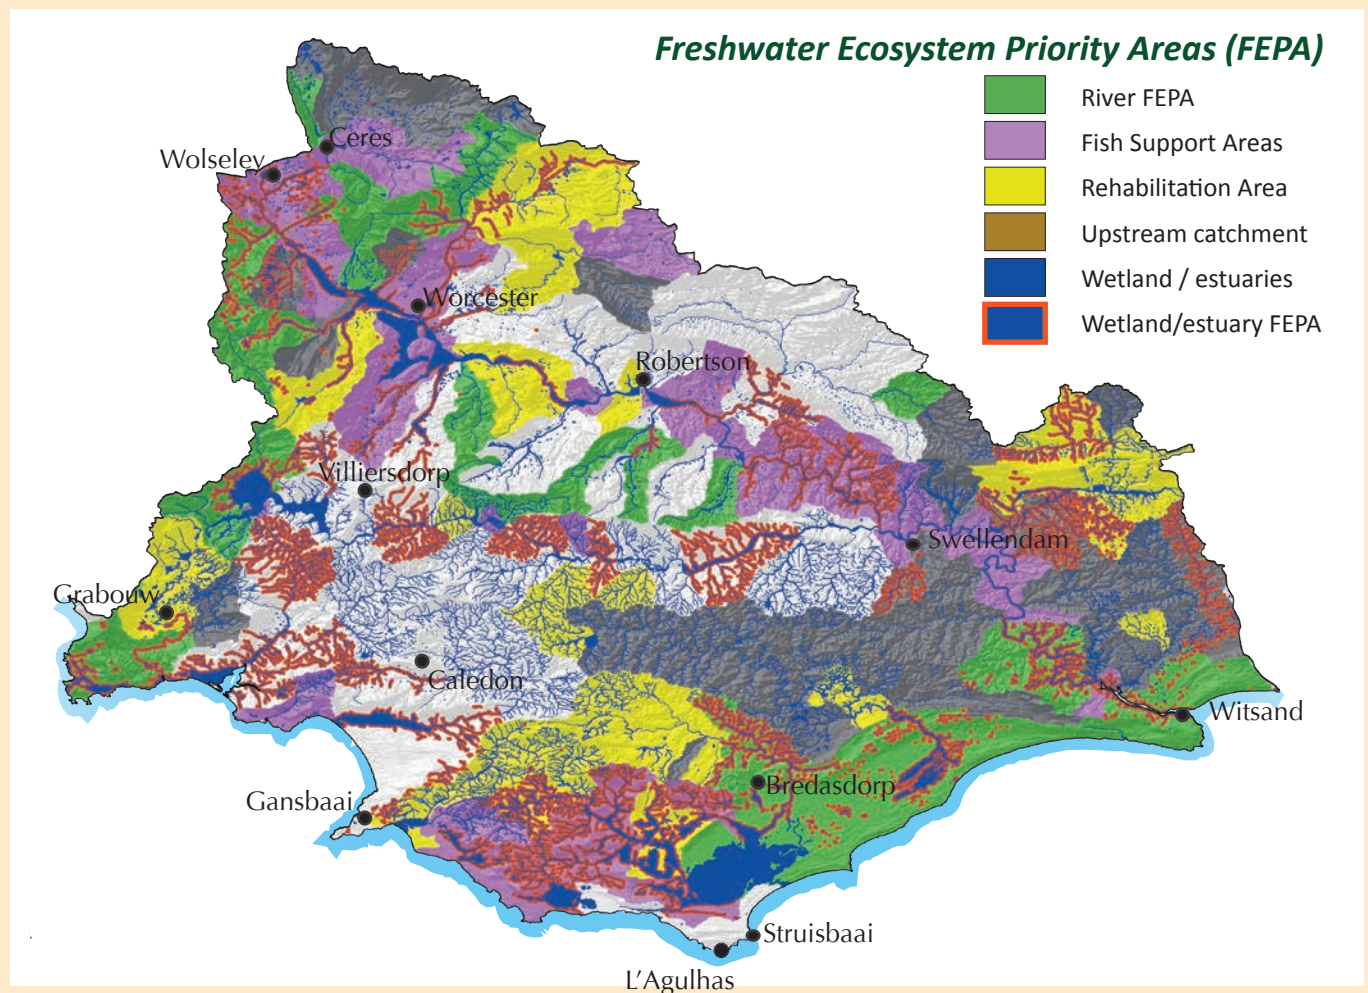 Freshwater Ecosystem Priority Areas (FEPA)
River FEPA
Fish Support Areas
Rehabilitation Area
Upstream catchment
Wetland / estuaries
Wetland/estuary FEPA
Ceres
Wolseley
Worcester
Robertson
Villiersdorp
Swellendam
Grabouw
Caledon
Witsand
Bredasdorp
Gansbaai
Struisbaai
L'Agulhas